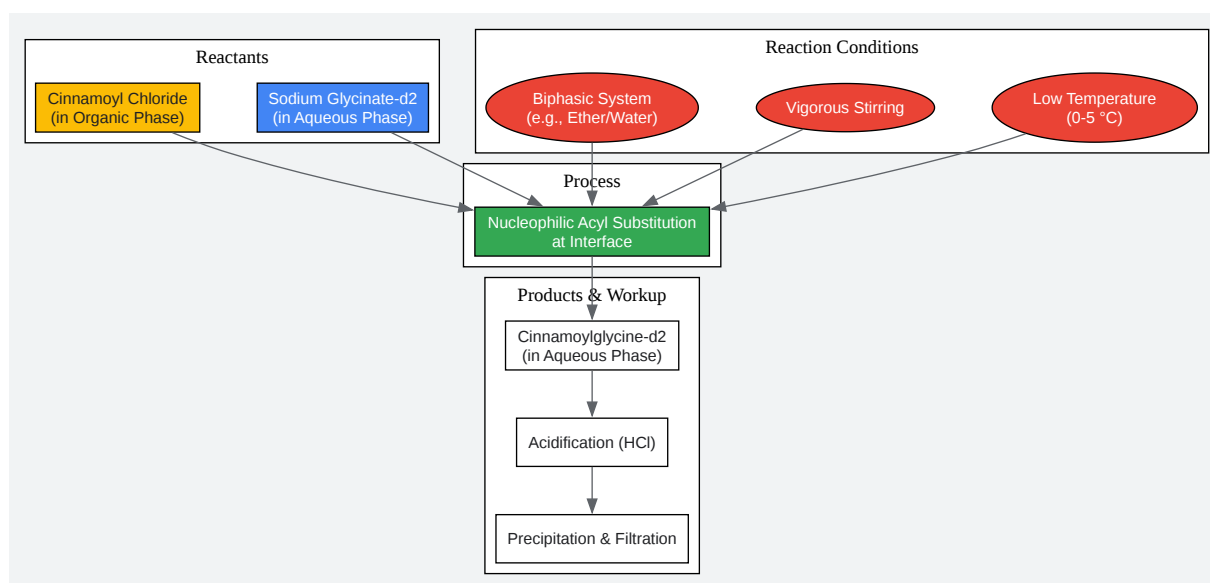 Reactants
Cinnamoyl Chloride
(in Organic Phase)
Sodium Glycinate-d2
(in Aqueous Phase)
Reaction Conditions
Biphasic System
(e.g., Ether/Water)
Vigorous Stirring
Low Temperature
(0-5 °C)
Process
Nucleophilic Acyl Substitution
at Interface
Products & Workup
Cinnamoylglycine-d2
(in Aqueous Phase)
Acidification (HCl)
Precipitation & Filtration